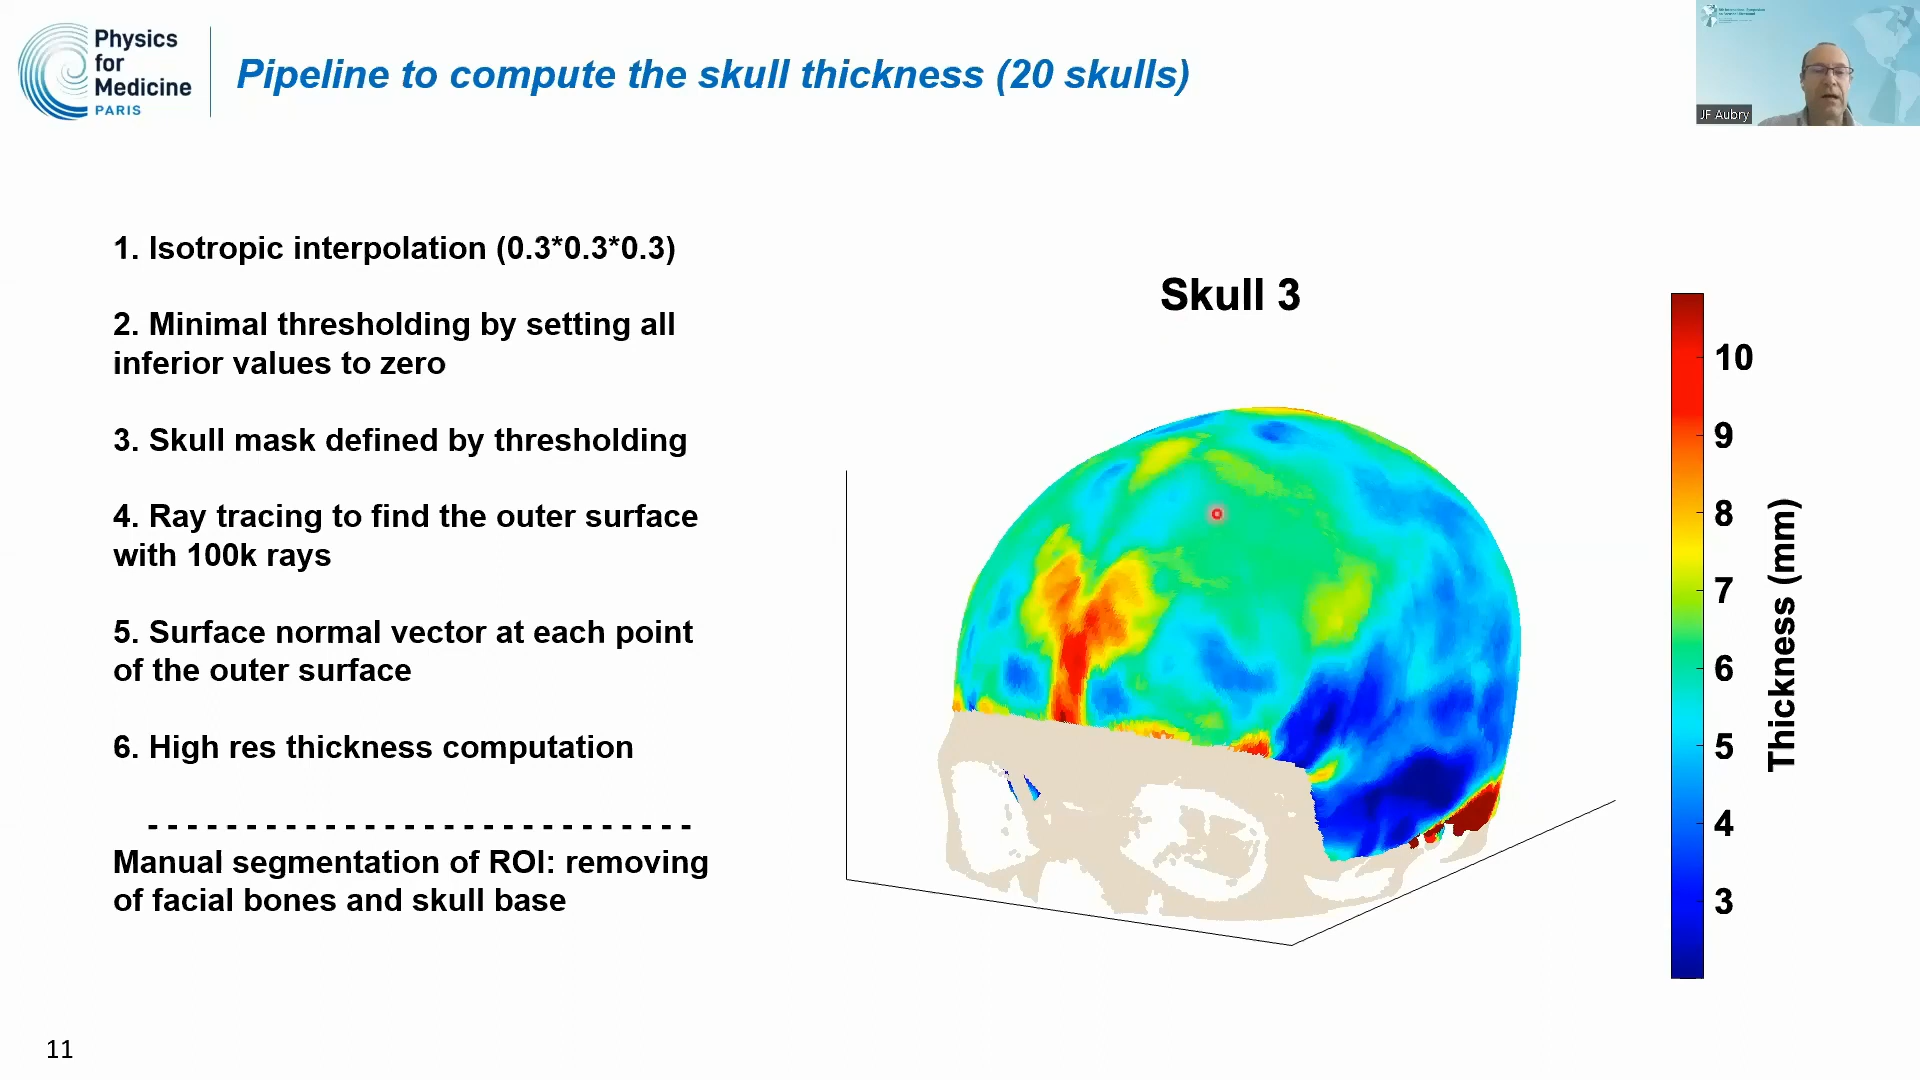 Physics
for
Medicine
PARIS
Pipeline to compute the skull thickness (20 skulls)
JF Aubry
1. Isotropic interpolation (0.3*0.3*0.3)
2. Minimal thresholding by setting all
inferior values to zero
3. Skull mask defined by thresholding
4. Ray tracing to find the outer surface
with 100k rays
5. Surface normal vector at each point
of the outer surface
6. High res thickness computation
- - - - - - - - - - - - - - - - - - - - - - - - - - - -
Manual segmentation of ROI: removing
of facial bones and skull base
Skull 3
10
9
8
7
6
5
4
3
Thickness (mm)
11